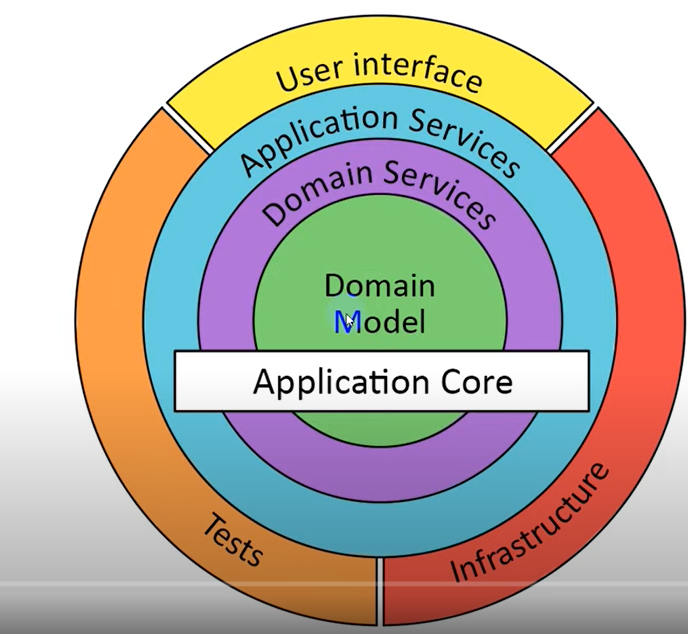 User interface
Application Services
Domain Services
Domain
Model
Application Core
Tests
Infrastructure